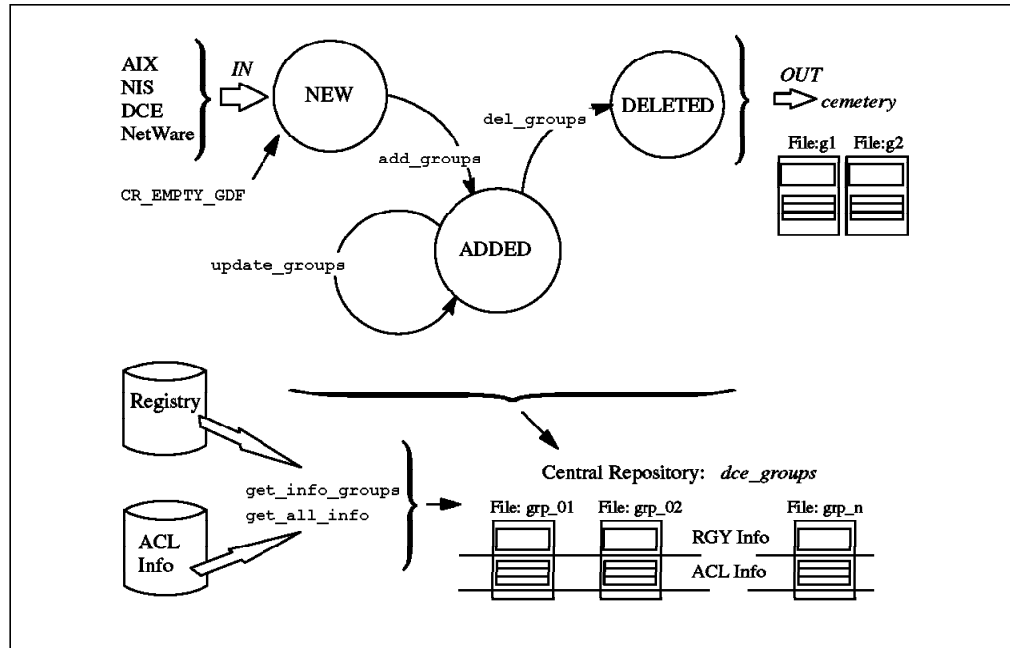 AIX
NIS
DCE
NetWare
IN
NEW
CR_EMPTY_GDF
add_groups
update_groups
ADDED
del_groups
DELETED
OUT
cemetery
File:g1
File:g2
Registry
ACL
Info
get_info_groups
get_all_info
Central Repository: dce_groups
File: grp_01
File: grp_02
File: grp_n
RGY Info
ACL Info